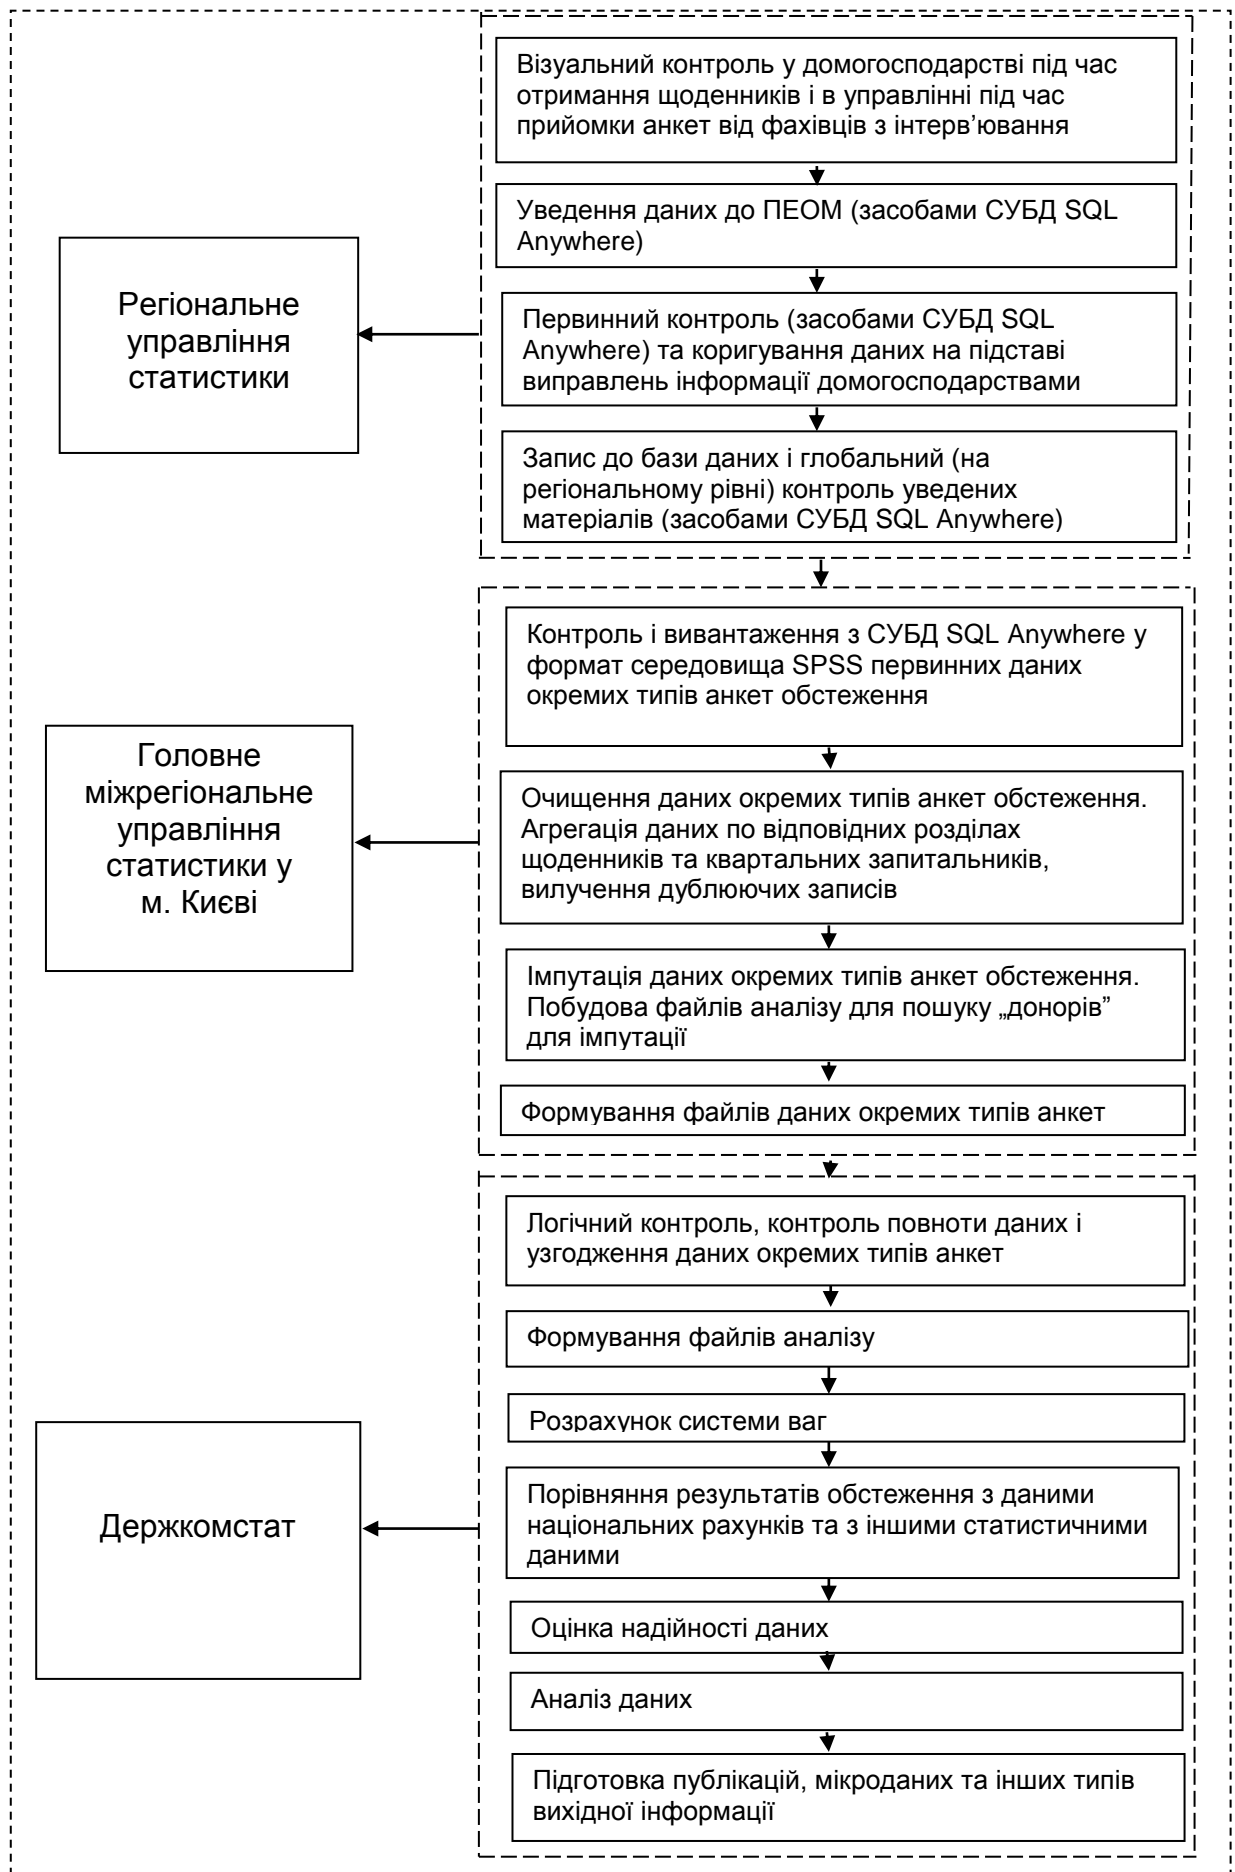 Візуальний контроль у домогосподарстві під час
отримання щоденників і в управлінні під час
прийомки анкет від фахівців з інтерв'ювання
Уведення даних до ПЕОМ (засобами СУБД SQL
Anywhere)
Регіональне
управління
статистики
Первинний контроль (засобами СУБД SQL
Anywhere) та коригування даних на підставі
виправлень інформації домогосподарствами
Запис до бази даних і глобальний (на
регіональному рівні) контроль уведених
матеріалів (засобами СУБД SQL Anywhere)
Контроль і вивантаження з СУБД SQL Anywhere у
формат середовища SPSS первинних даних
окремих типів анкет обстеження
Головне
міжрегіональне
управління
статистики у
м. Києві
Очищення даних окремих типів анкет обстеження.
Агрегація даних по відповідних розділах
щоденників та квартальних запитальників,
вилучення дублюючих записів
Імпутація даних окремих типів анкет обстеження.
Побудова файлів аналізу для пошуку „донорів”
для імпутації
Формування файлів даних окремих типів анкет
Логічний контроль, контроль повноти даних і
узгодження даних окремих типів анкет
Формування файлів аналізу
Розрахунок системи ваг
Держкомстат
Порівняння результатів обстеження з даними
національних рахунків та з іншими статистичними
даними
Оцінка надійності даних
Аналіз даних
Підготовка публікацій, мікроданих та інших типів
вихідної інформації